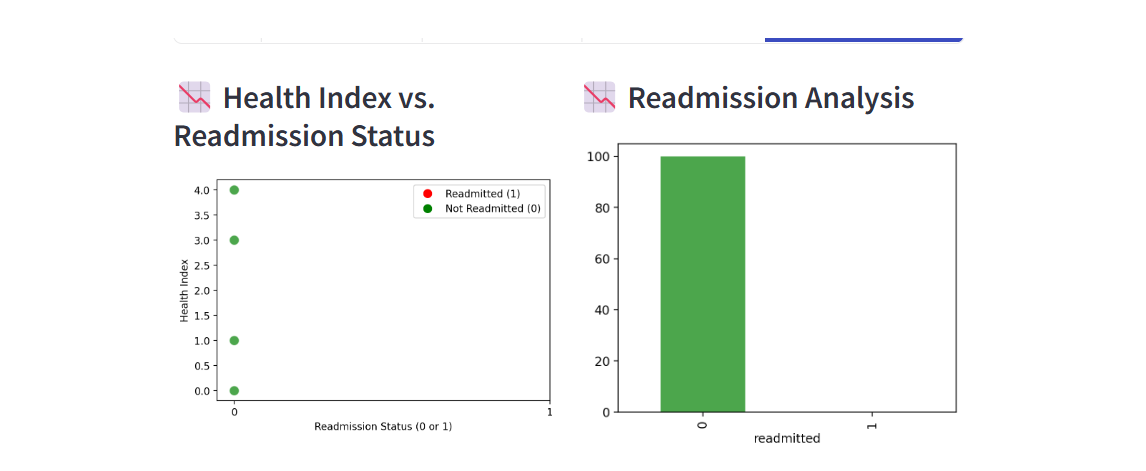 Health Index vs.
Readmission Status
4.0
3.5
3.0
2.5
2.0
1.5
1.0
0.5
0.0
Health Index
Readmitted (1)
Not Readmitted (0)
0 1
Readmission Status (0 or 1)
Readmission Analysis
100
80
60
40
20
0
0 1
readmitted